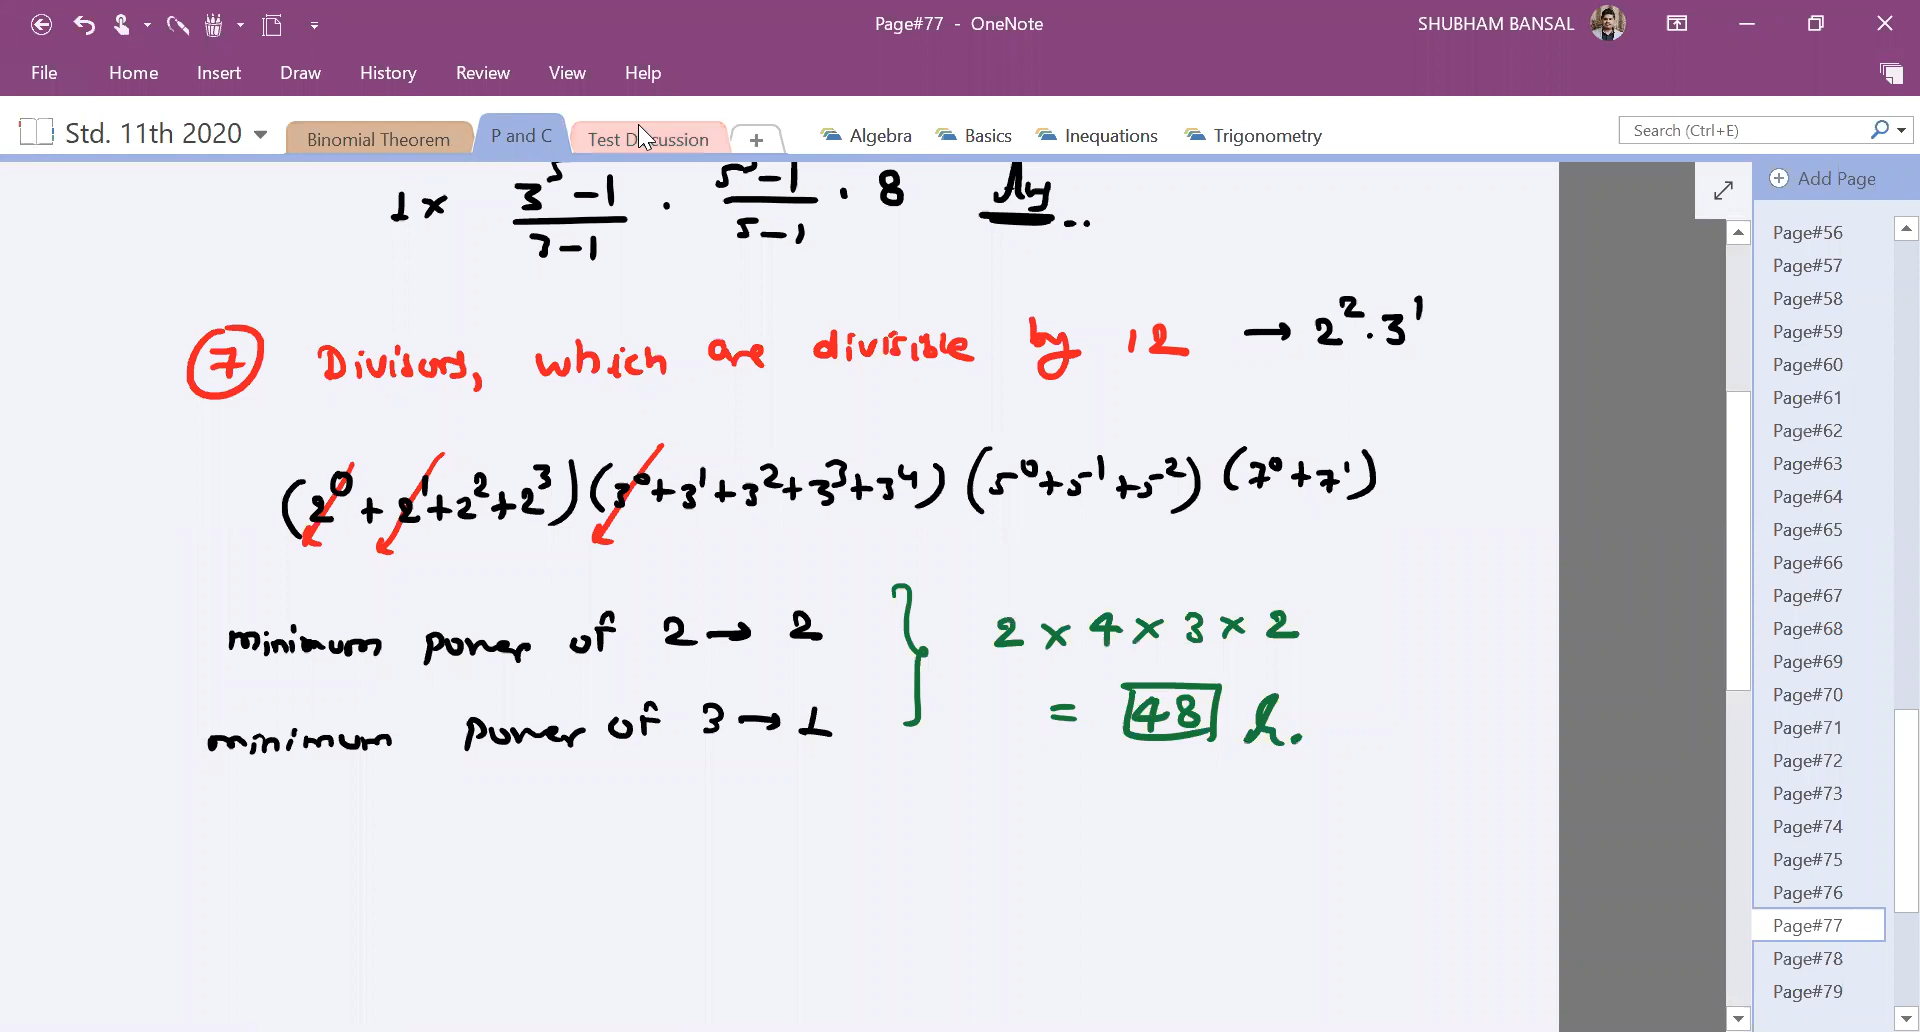 Page#77 - OneNote
SHUBHAM BANSAL
File Home Insert Draw History Review View Help
Std. 11th 2020
Binomial Theorem
P and C
Test Discussion
Algebra Basics Inequations Trigonometry
Search (Ctrl+E)
Add Page
1 × (3⁵ − 1)/(3 − 1) · (5³ − 1)/(5 − 1) · 8
⑦ Divisors, which are divisible by 12 → 2² · 3¹
(2⁰ + 2¹ + 2² + 2³) (3⁰ + 3¹ + 3² + 3³ + 3⁴) (5⁰ + 5¹ + 5²) (7⁰ + 7¹)
minimum power of 2 → 2
minimum power of 3 → 1
2 × 4 × 3 × 2
= 48
Page#56
Page#57
Page#58
Page#59
Page#60
Page#61
Page#62
Page#63
Page#64
Page#65
Page#66
Page#67
Page#68
Page#69
Page#70
Page#71
Page#72
Page#73
Page#74
Page#75
Page#76
Page#77
Page#78
Page#79